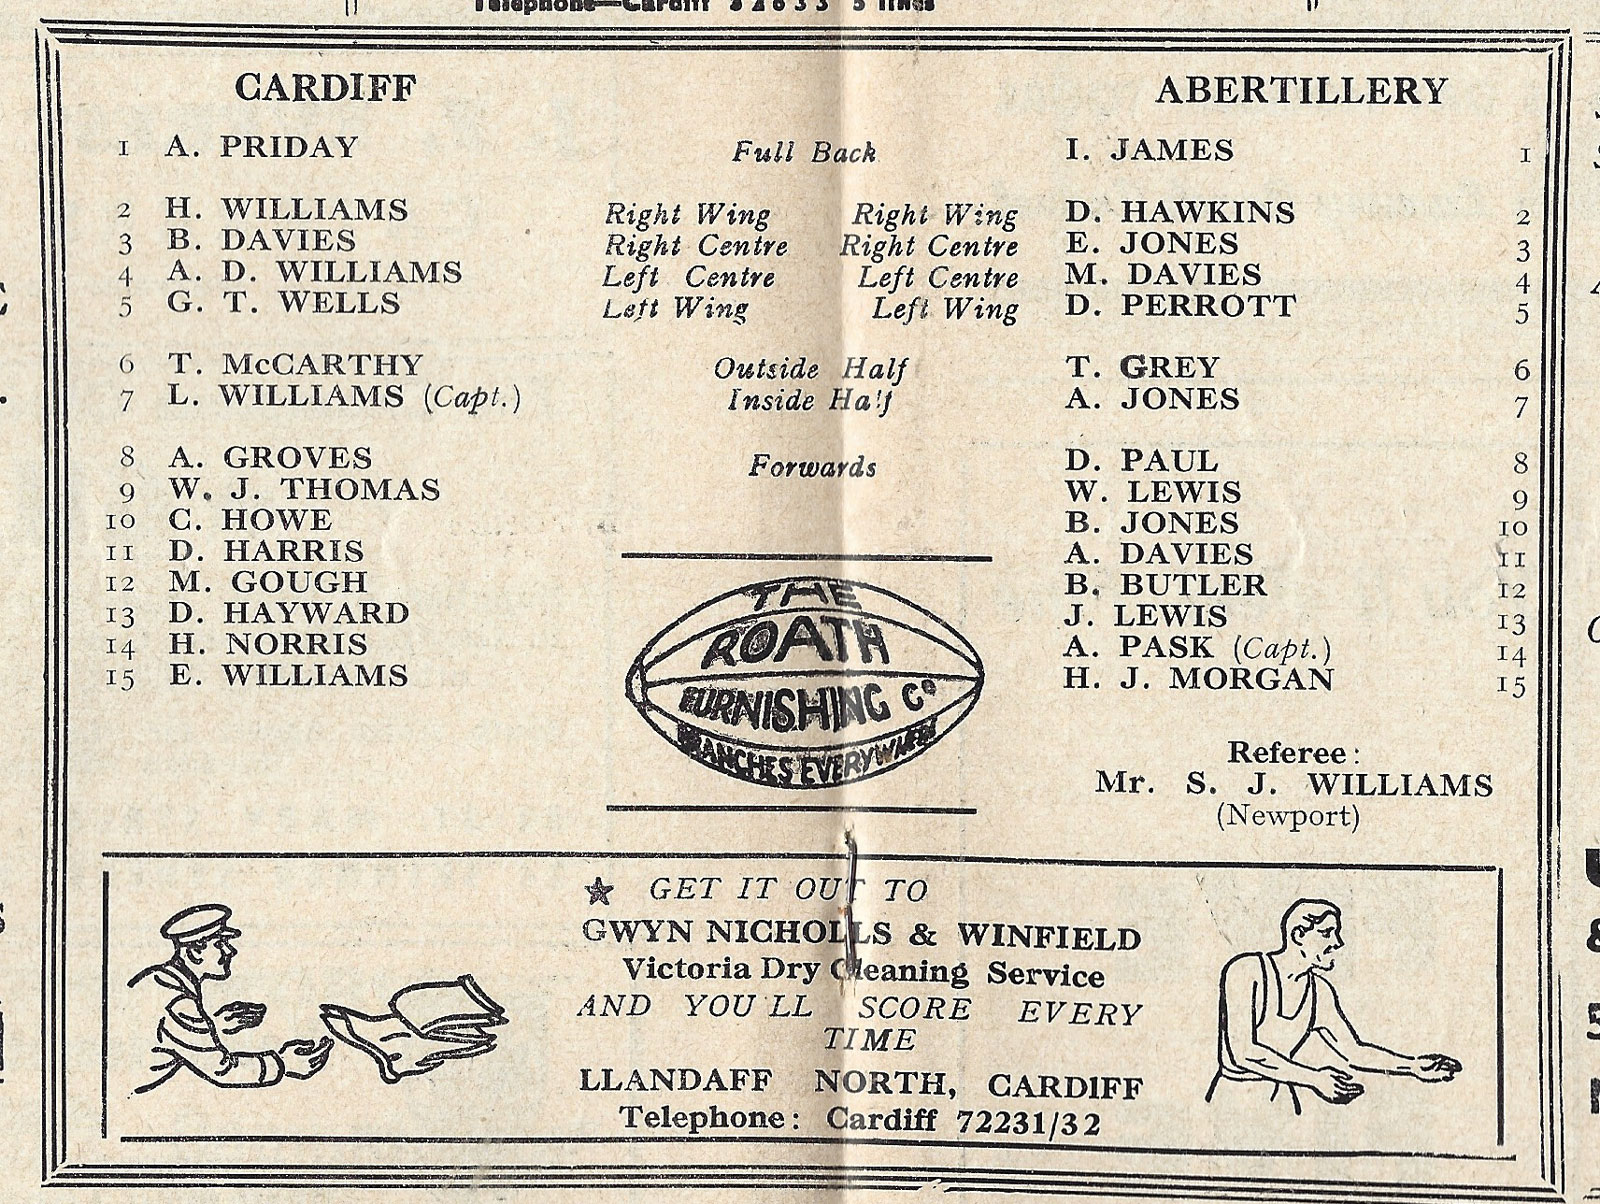 Telephone—Cardiff 32633 5 lines
CARDIFF ABERTILLERY
1 A. PRIDAY Full Back I. JAMES 1
2 H. WILLIAMS Right Wing Right Wing D. HAWKINS 2
3 B. DAVIES Right Centre Right Centre E. JONES 3
4 A. D. WILLIAMS Left Centre Left Centre M. DAVIES 4
5 G. T. WELLS Left Wing Left Wing D. PERROTT 5
6 T. McCARTHY Outside Half T. GREY 6
7 L. WILLIAMS (Capt.) Inside Half A. JONES 7
8 A. GROVES Forwards D. PAUL 8
9 W. J. THOMAS W. LEWIS 9
10 C. HOWE B. JONES 10
11 D. HARRIS A. DAVIES 11
12 M. GOUGH B. BUTLER 12
13 D. HAYWARD J. LEWIS 13
14 H. NORRIS A. PASK (Capt.) 14
15 E. WILLIAMS H. J. MORGAN 15
THE
ROATH
FURNISHING Co
BRANCHES EVERYWHERE
Referee:
Mr. S. J. WILLIAMS
(Newport)
★ GET IT OUT TO
GWYN NICHOLLS & WINFIELD
Victoria Dry Cleaning Service
AND YOU'LL SCORE EVERY
TIME
LLANDAFF NORTH, CARDIFF
Telephone: Cardiff 72231/32